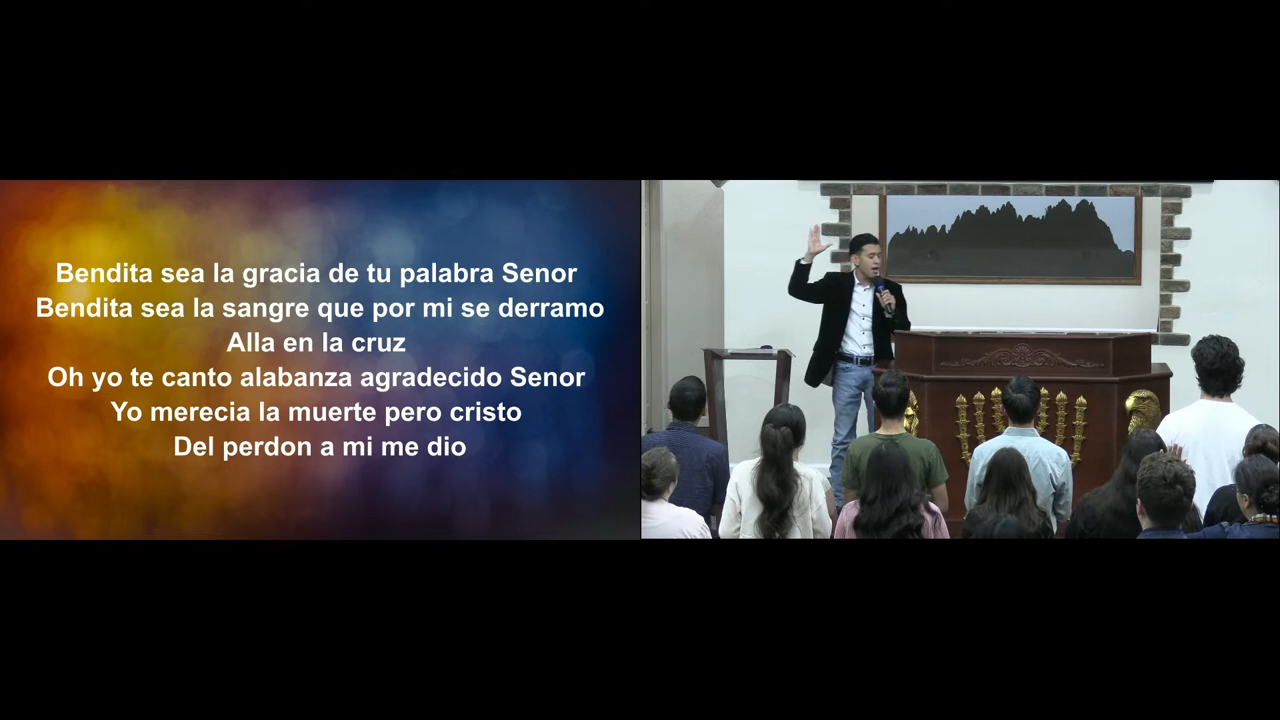 Bendita sea la gracia de tu palabra Senor
Bendita sea la sangre que por mi se derramo
Alla en la cruz
Oh yo te canto alabanza agradecido Senor
Yo merecia la muerte pero cristo
Del perdon a mi me dio